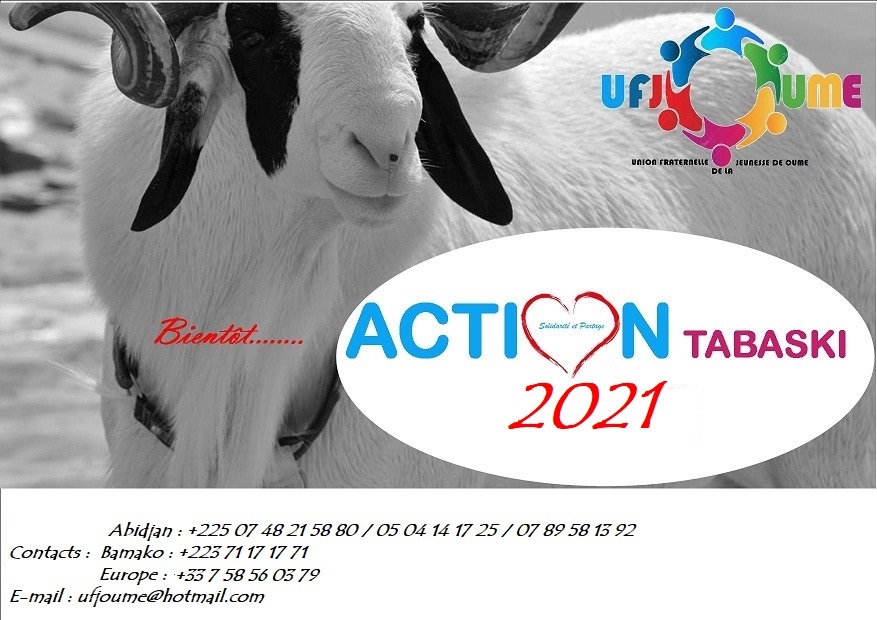 UFJ OUME
UNION FRATERNELLE DE LA JEUNESSE DE OUME
Bientôt........
ACTION TABASKI
Solidarité et Partage
2021
Abidjan : +225 07 48 21 58 80 / 05 04 14 17 25 / 07 89 58 13 92
Contacts : Bamako : +223 71 17 17 71
Europe : +33 7 58 56 03 79
E-mail : ufjoume@hotmail.com